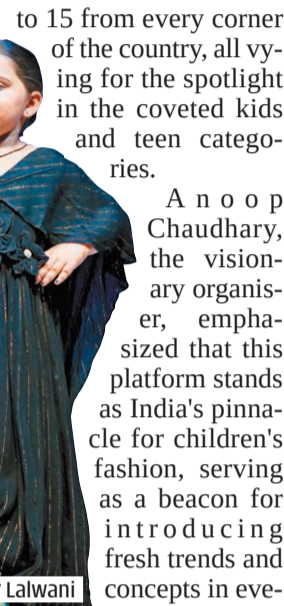 to 15 from every corner
of the country, all vy-
ing for the spotlight
in the coveted kids
and teen catego-
ries.
Anoop
Chaudhary,
the vision-
ary organis-
er, empha-
sized that this
platform stands
as India's pinna-
cle for children's
fashion, serving
as a beacon for
introducing
fresh trends and
concepts in eve-
Lalwani